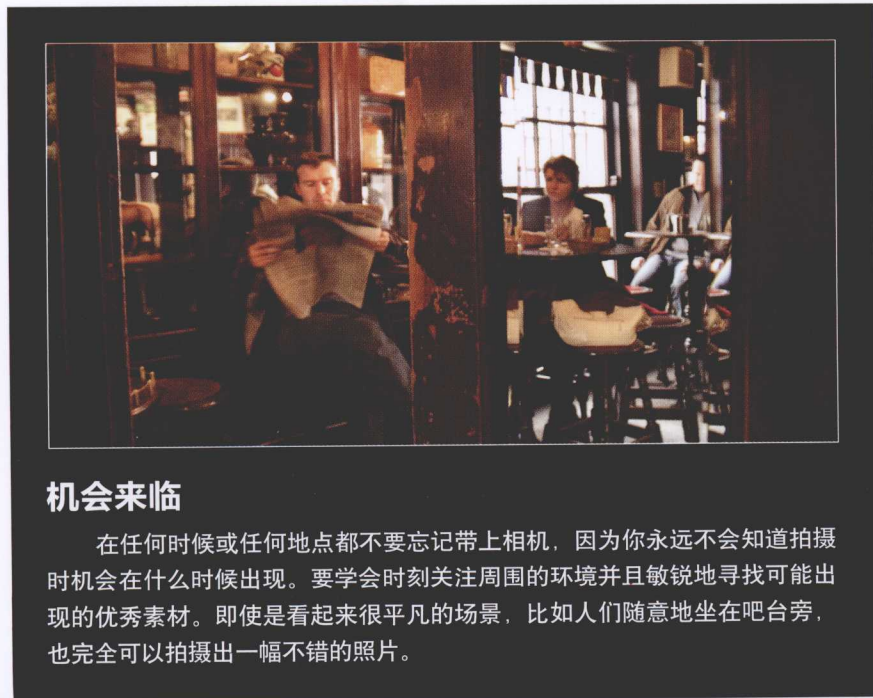 机会来临
在任何时候或任何地点都不要忘记带上相机，因为你永远不会知道拍摄
时机会在什么时候出现。要学会时刻关注周围的环境并且敏锐地寻找可能出
现的优秀素材。即使是看起来很平凡的场景，比如人们随意地坐在吧台旁，
也完全可以拍摄出一幅不错的照片。